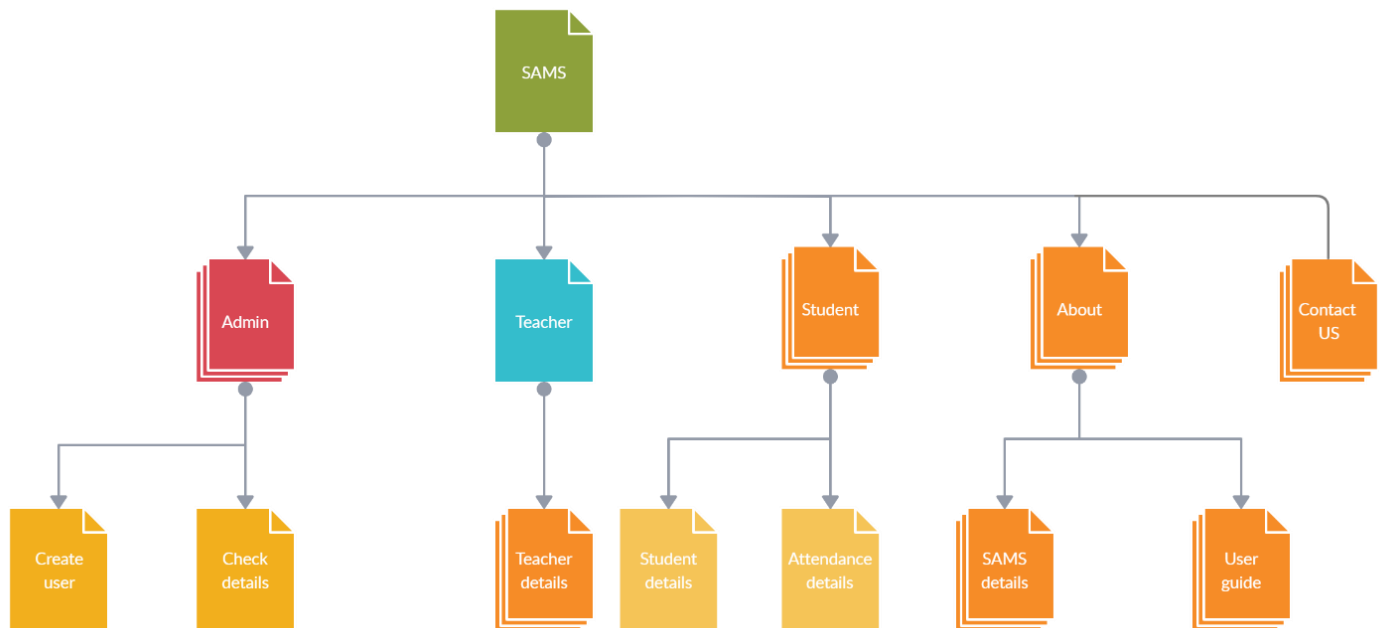 SAMS
Admin
Teacher
Student
About
Contact
US
Create
user
Check
details
Teacher
details
Student
details
Attendance
details
SAMS
details
User
guide